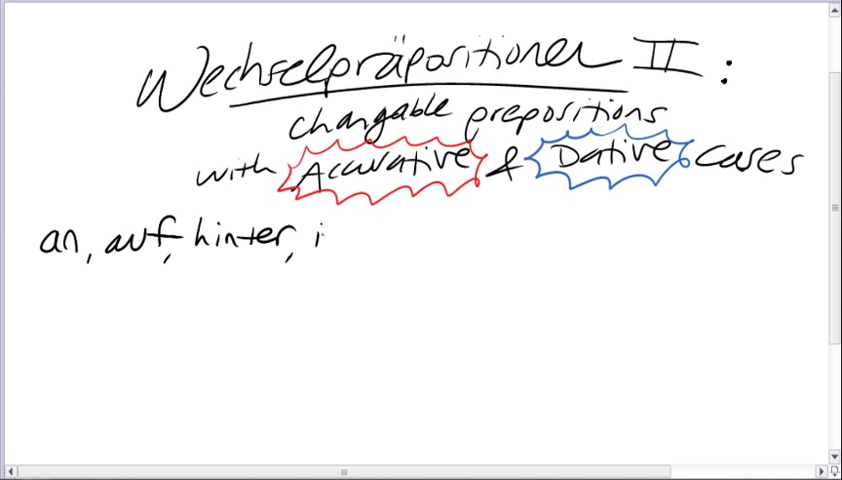 Wechselpräpositionen II:
changable prepositions
with Accusative & Dative cases
an, auf, hinter, i